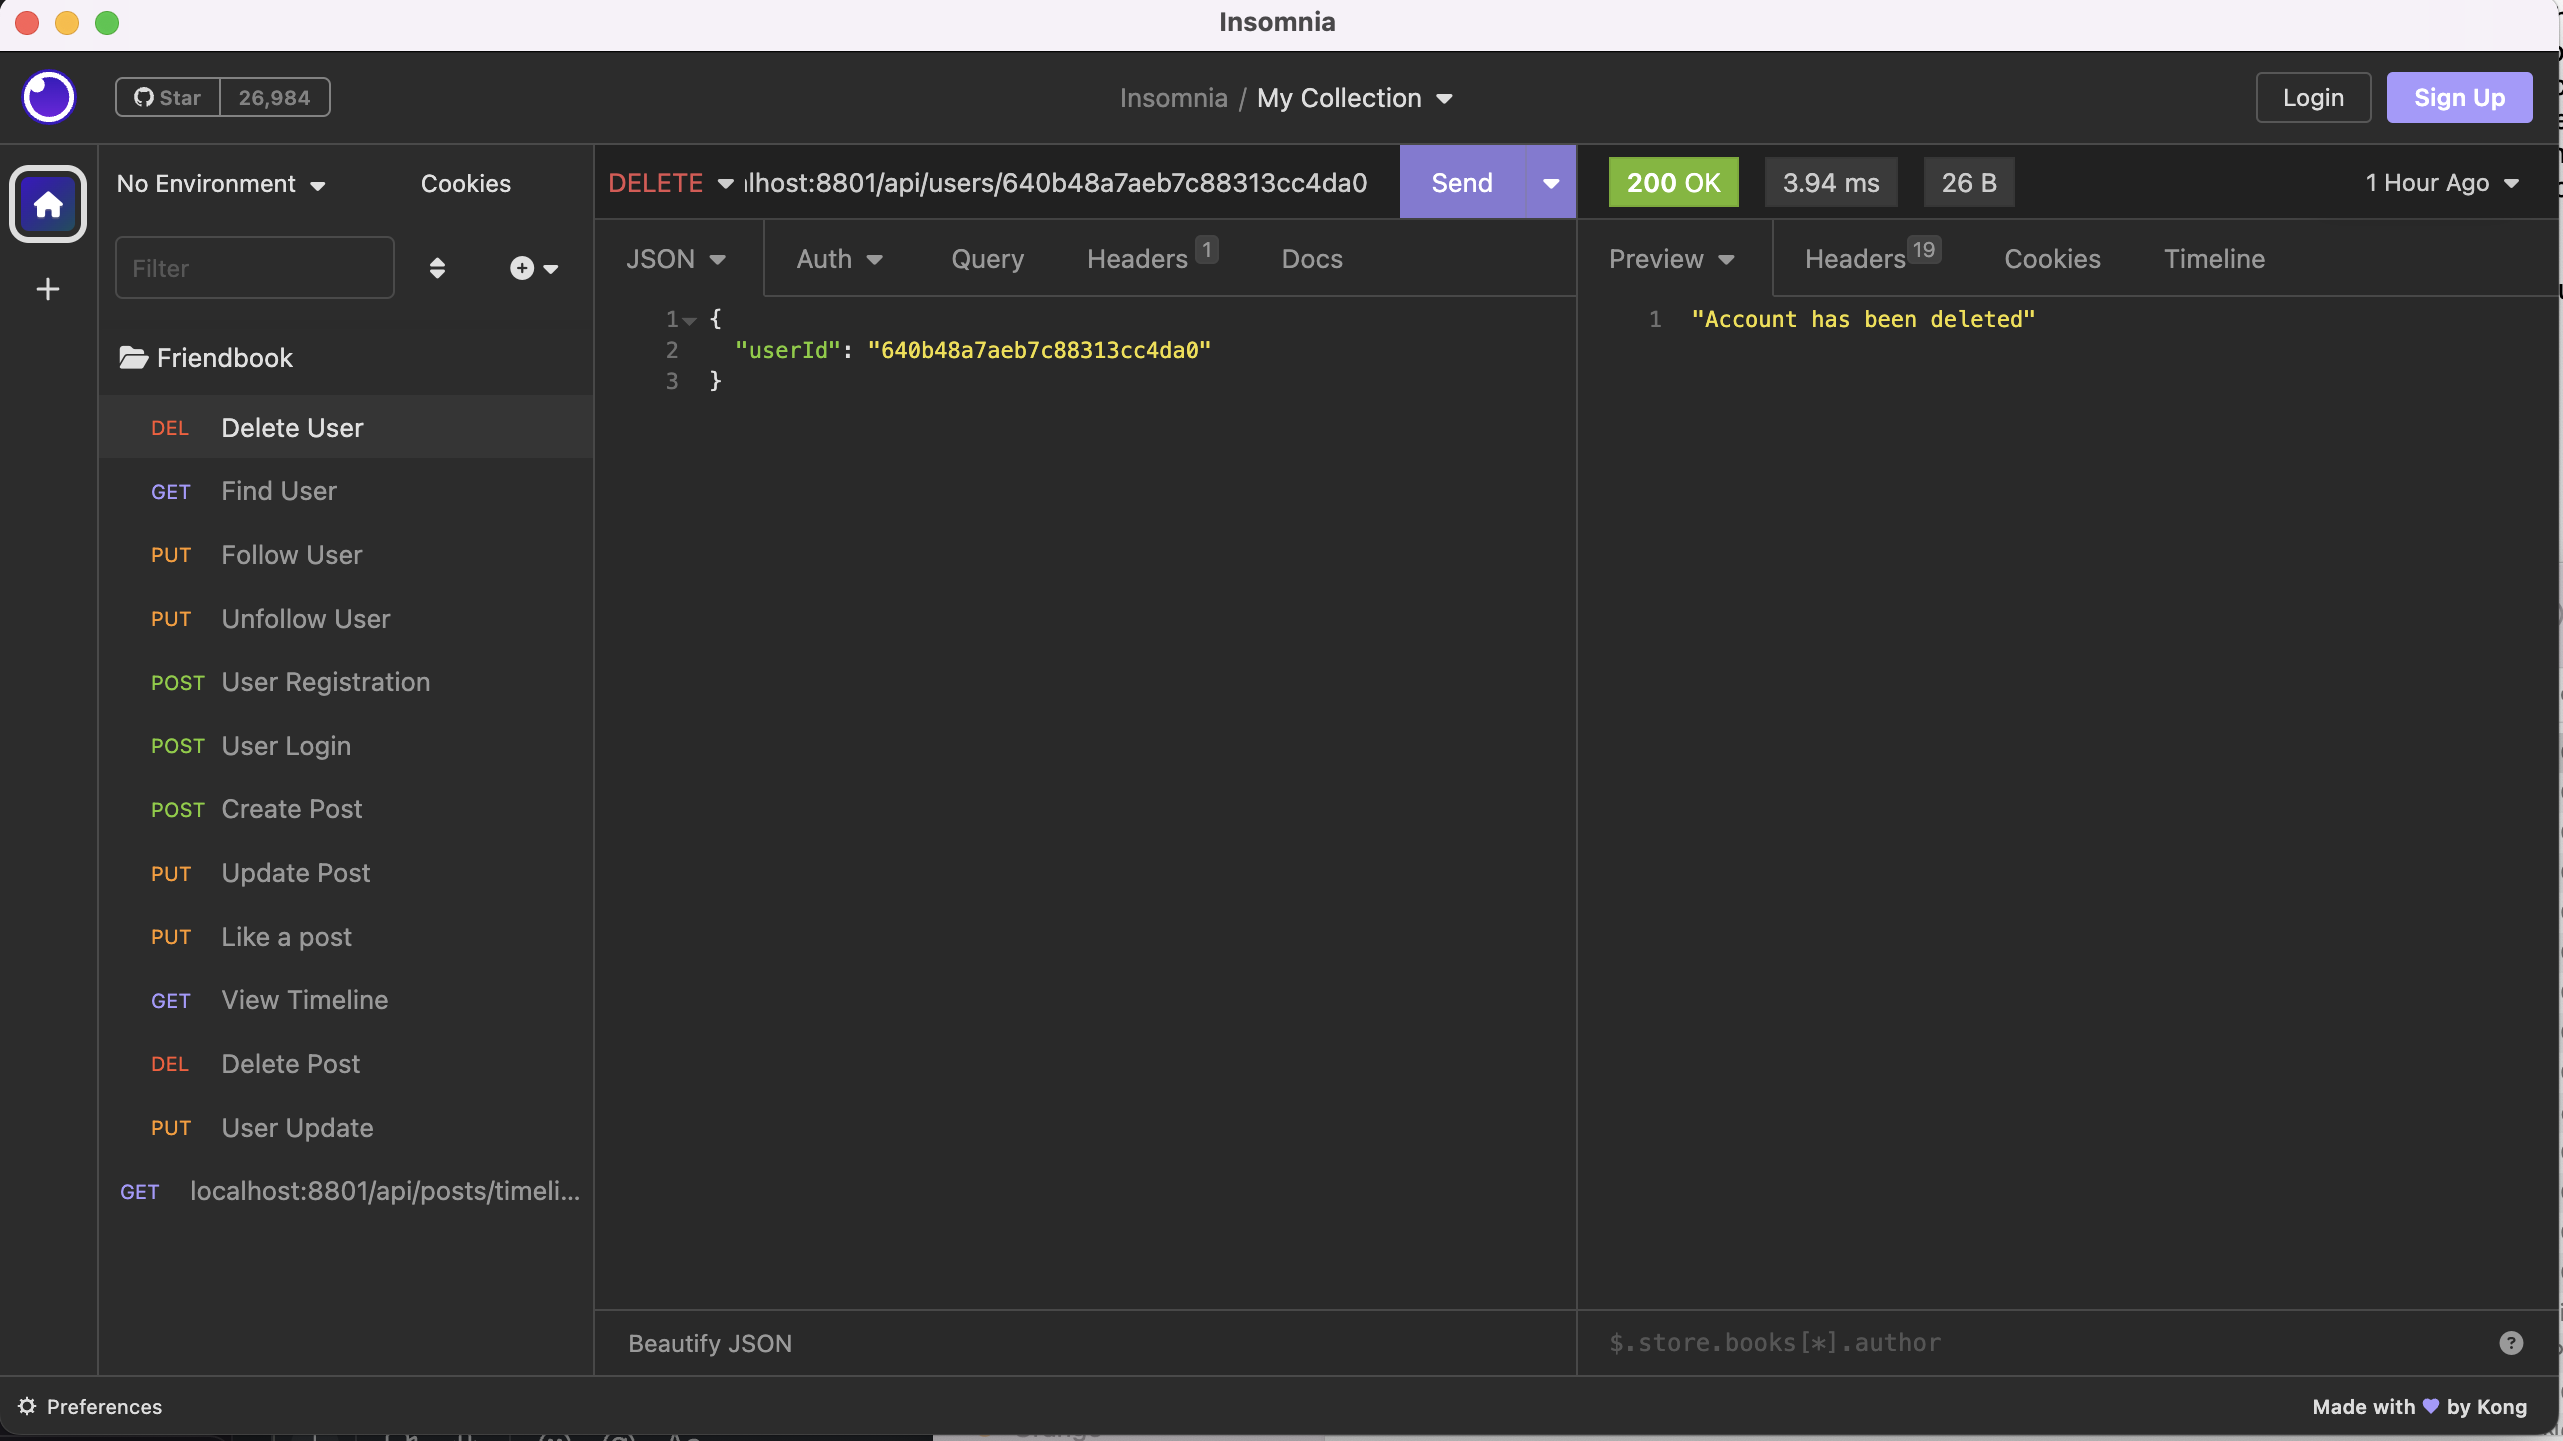 Insomnia
Star 26,984
Insomnia / My Collection
Login
Sign Up
No Environment
Cookies
Filter
Friendbook
DEL Delete User
GET Find User
PUT Follow User
PUT Unfollow User
POST User Registration
POST User Login
POST Create Post
PUT Update Post
PUT Like a post
GET View Timeline
DEL Delete Post
PUT User Update
GET localhost:8801/api/posts/timeli...
DELETE lhost:8801/api/users/640b48a7aeb7c88313cc4da0
Send
JSON Auth Query Headers 1 Docs
1 {
2 "userId": "640b48a7aeb7c88313cc4da0"
3 }
Beautify JSON
200 OK 3.94 ms 26 B
1 Hour Ago
Preview Headers 19 Cookies Timeline
1 "Account has been deleted"
$.store.books[*].author
?
Preferences
Made with 💜 by Kong